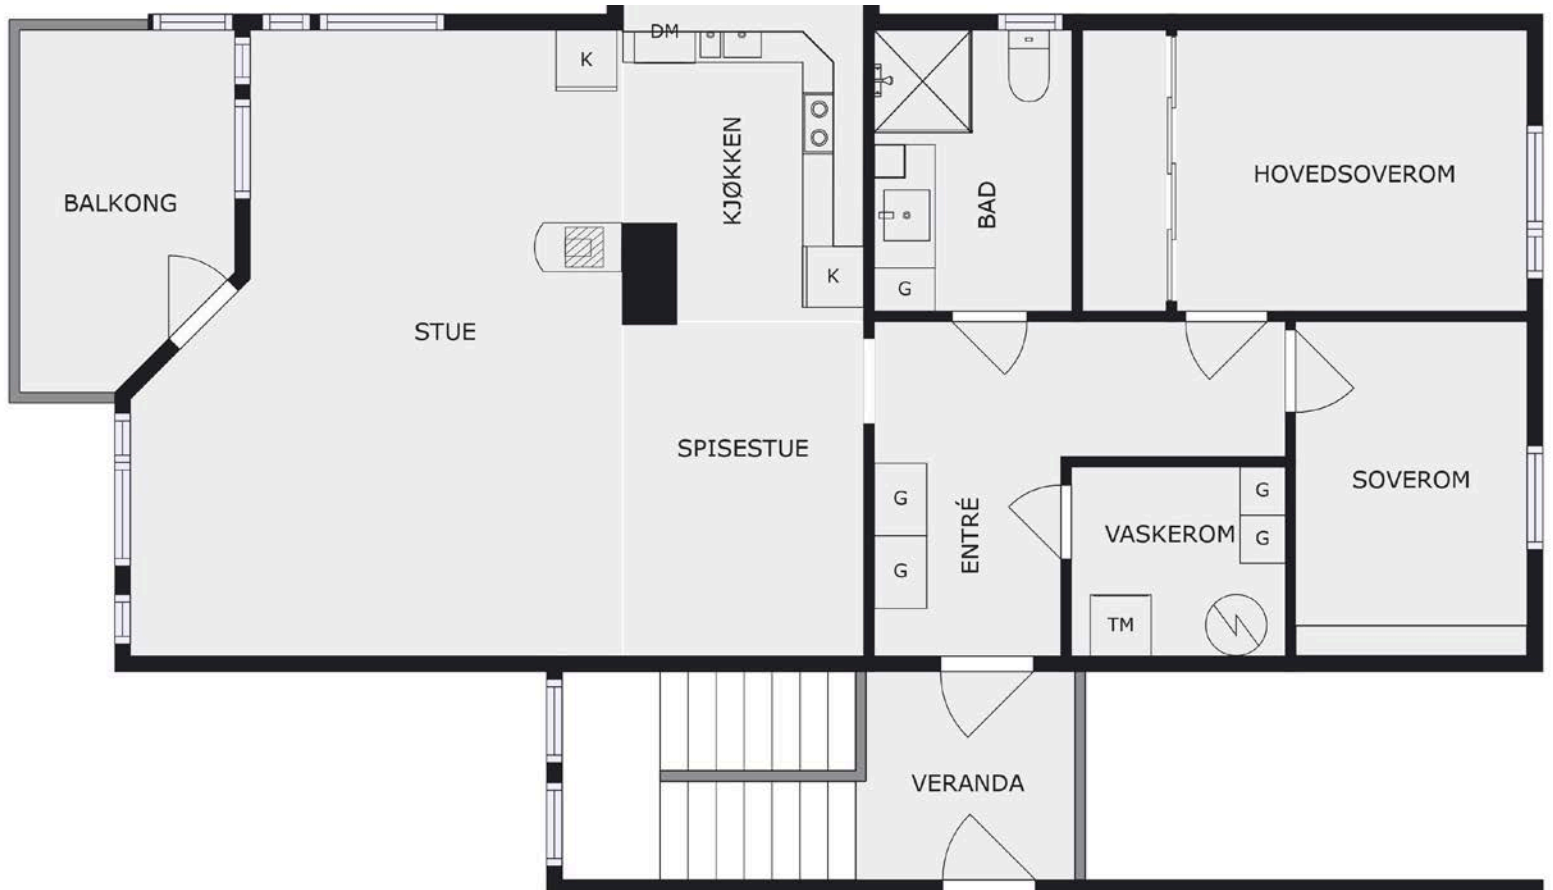 DM
K
KJØKKEN
HOVEDSOVEROM
BALKONG
BAD
K
G
STUE
SPISESTUE
SOVEROM
G
G
ENTRÉ
VASKEROM
G
G
TM
VERANDA